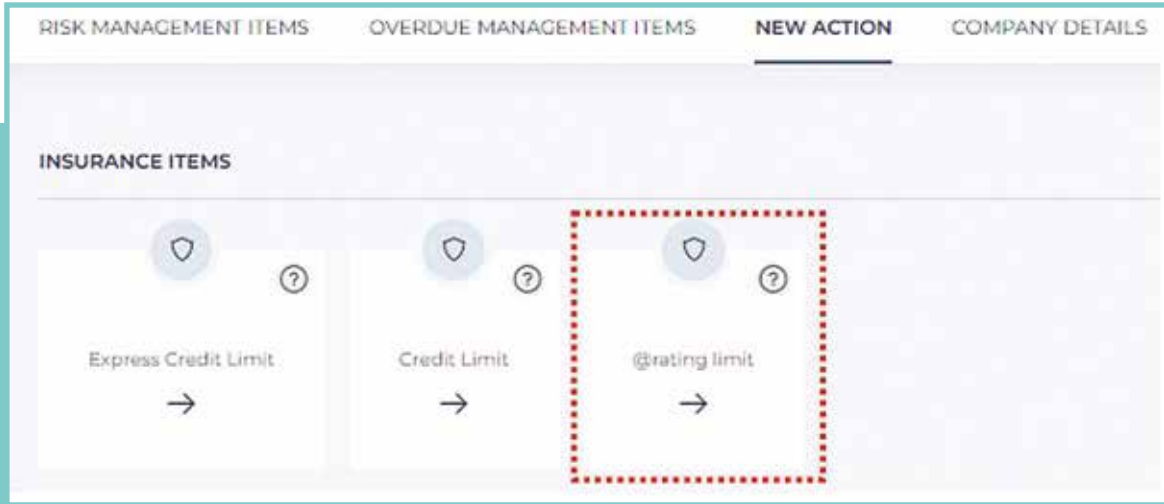 RISK MANAGEMENT ITEMS OVERDUE MANAGEMENT ITEMS NEW ACTION COMPANY DETAILS
INSURANCE ITEMS
? ? ?
Express Credit Limit Credit Limit @rating limit
→ → →